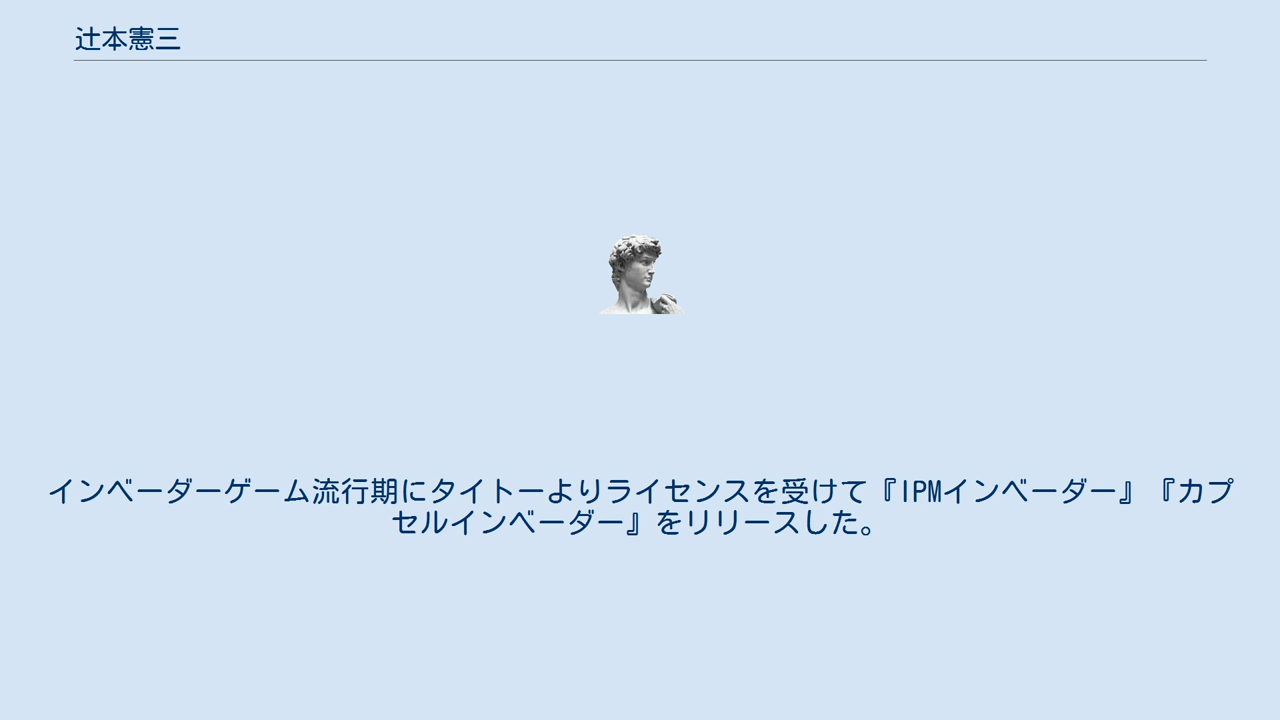 辻本憲三
インベーダーゲーム流行期にタイトーよりライセンスを受けて『IPMインベーダー』『カプ
セルインベーダー』をリリースした。